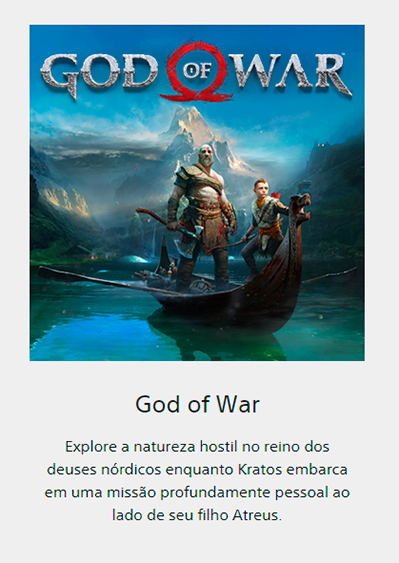 GOD OF WAR
God of War
Explore a natureza hostil no reino dos
deuses nórdicos enquanto Kratos embarca
em uma missão profundamente pessoal ao
lado de seu filho Atreus.